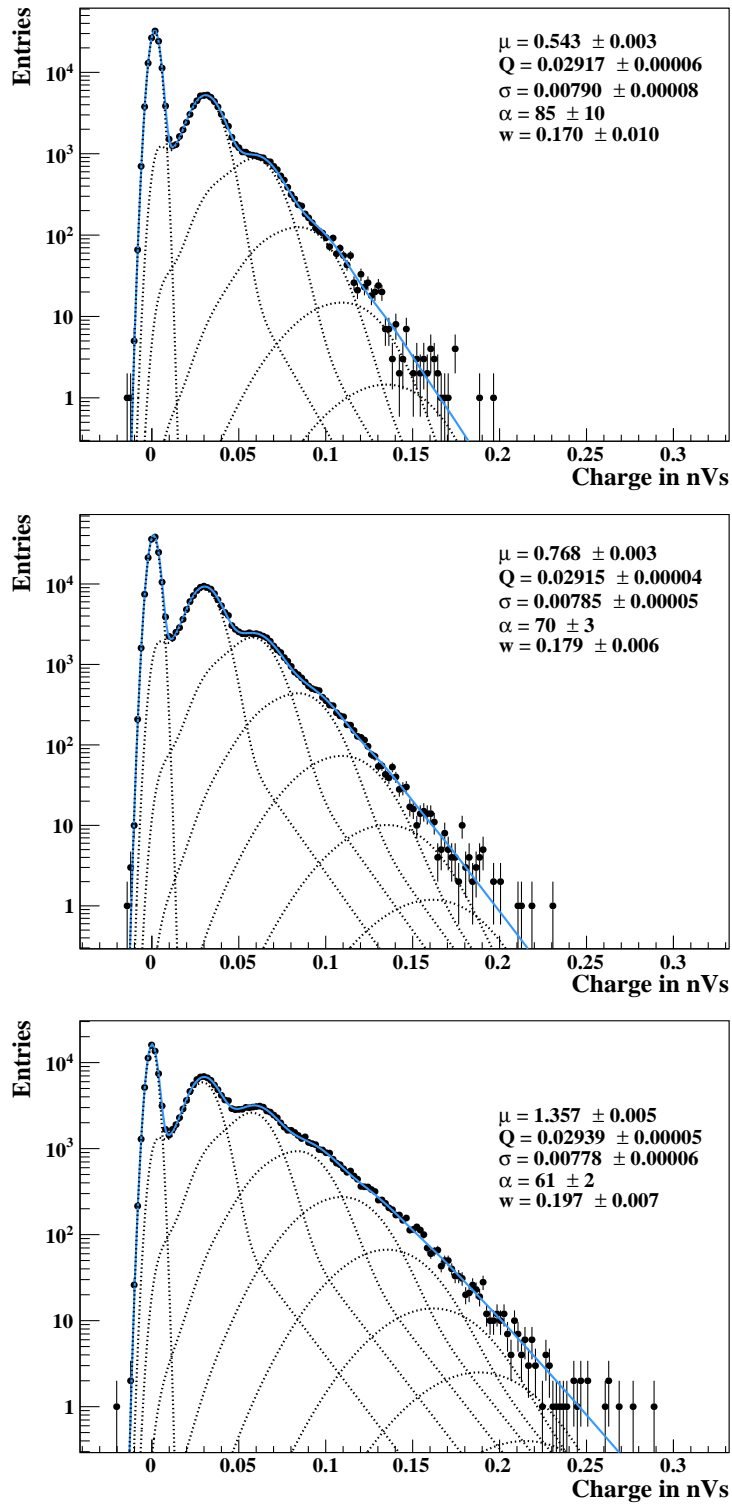 Entries
10⁴
10³
10²
10
1
μ = 0.543 ± 0.003
Q = 0.02917 ± 0.00006
σ = 0.00790 ± 0.00008
α = 85 ± 10
w = 0.170 ± 0.010
0 0.05 0.1 0.15 0.2 0.25 0.3
Charge in nVs
Entries
10⁴
10³
10²
10
1
μ = 0.768 ± 0.003
Q = 0.02915 ± 0.00004
σ = 0.00785 ± 0.00005
α = 70 ± 3
w = 0.179 ± 0.006
0 0.05 0.1 0.15 0.2 0.25 0.3
Charge in nVs
Entries
10⁴
10³
10²
10
1
μ = 1.357 ± 0.005
Q = 0.02939 ± 0.00005
σ = 0.00778 ± 0.00006
α = 61 ± 2
w = 0.197 ± 0.007
0 0.05 0.1 0.15 0.2 0.25 0.3
Charge in nVs